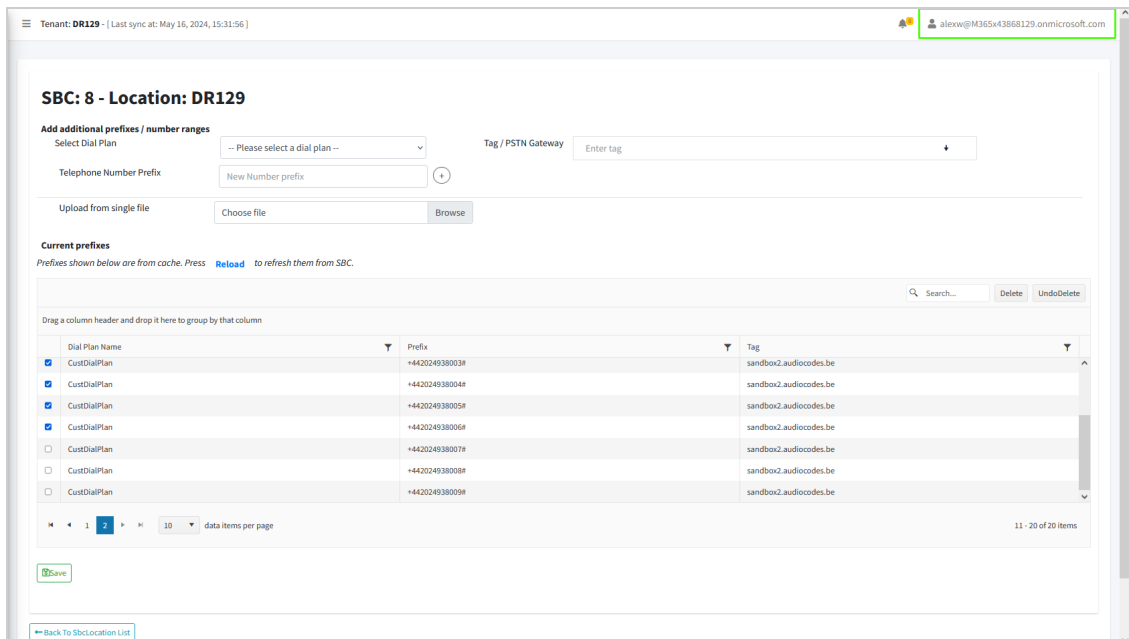 Tenant: DR129 - [ Last sync at: May 16, 2024, 15:31:56 ]
alexw@M365x43868129.onmicrosoft.com
SBC: 8 - Location: DR129
Add additional prefixes / number ranges
Select Dial Plan
-- Please select a dial plan --
Tag / PSTN Gateway
Enter tag
Telephone Number Prefix
New Number prefix
Upload from single file
Choose file
Browse
Current prefixes
Prefixes shown below are from cache. Press Reload to refresh them from SBC.
Search...
Delete
UndoDelete
Drag a column header and drop it here to group by that column
Dial Plan Name Prefix Tag
CustDialPlan +442024938003# sandbox2.audiocodes.be
CustDialPlan +442024938004# sandbox2.audiocodes.be
CustDialPlan +442024938005# sandbox2.audiocodes.be
CustDialPlan +442024938006# sandbox2.audiocodes.be
CustDialPlan +442024938007# sandbox2.audiocodes.be
CustDialPlan +442024938008# sandbox2.audiocodes.be
CustDialPlan +442024938009# sandbox2.audiocodes.be
1 2 10 data items per page 11 - 20 of 20 items
Save
Back To SbcLocation List